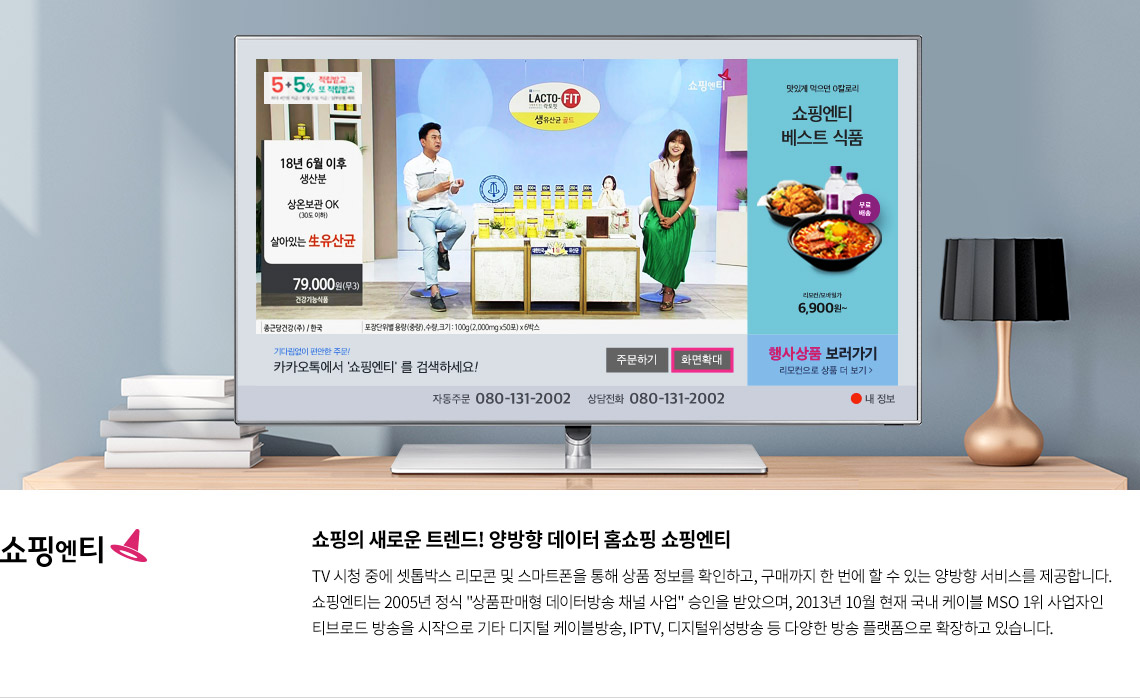 5+5% 적립받고
또 적립받고
18년 6월 이후
생산분
상온보관 OK
(30도 이하)
살아있는 生유산균
79.000원(무3)
건강기능식품
LACTO-FIT
락토핏
생유산균 골드
쇼핑엔티
종근당건강(주) / 한국
포장단위별 용량(중량), 수량, 크기 : 100g (2,000mg x50포) x 6박스
맛있게 먹으면 0칼로리
쇼핑엔티
베스트 식품
무료
배송
리모컨/모바일가
6,900원~
기다림없이 편안한 주문!
카카오톡에서 '쇼핑엔티' 를 검색하세요!
주문하기
화면확대
행사상품 보러가기
리모컨으로 상품 더 보기 >
자동주문 080-131-2002 상담전화 080-131-2002
내 정보
쇼핑엔티
쇼핑의 새로운 트렌드! 양방향 데이터 홈쇼핑 쇼핑엔티
TV 시청 중에 셋톱박스 리모콘 및 스마트폰을 통해 상품 정보를 확인하고, 구매까지 한 번에 할 수 있는 양방향 서비스를 제공합니다.
쇼핑엔티는 2005년 정식 "상품판매형 데이터방송 채널 사업" 승인을 받았으며, 2013년 10월 현재 국내 케이블 MSO 1위 사업자인
티브로드 방송을 시작으로 기타 디지털 케이블방송, IPTV, 디지털위성방송 등 다양한 방송 플랫폼으로 확장하고 있습니다.